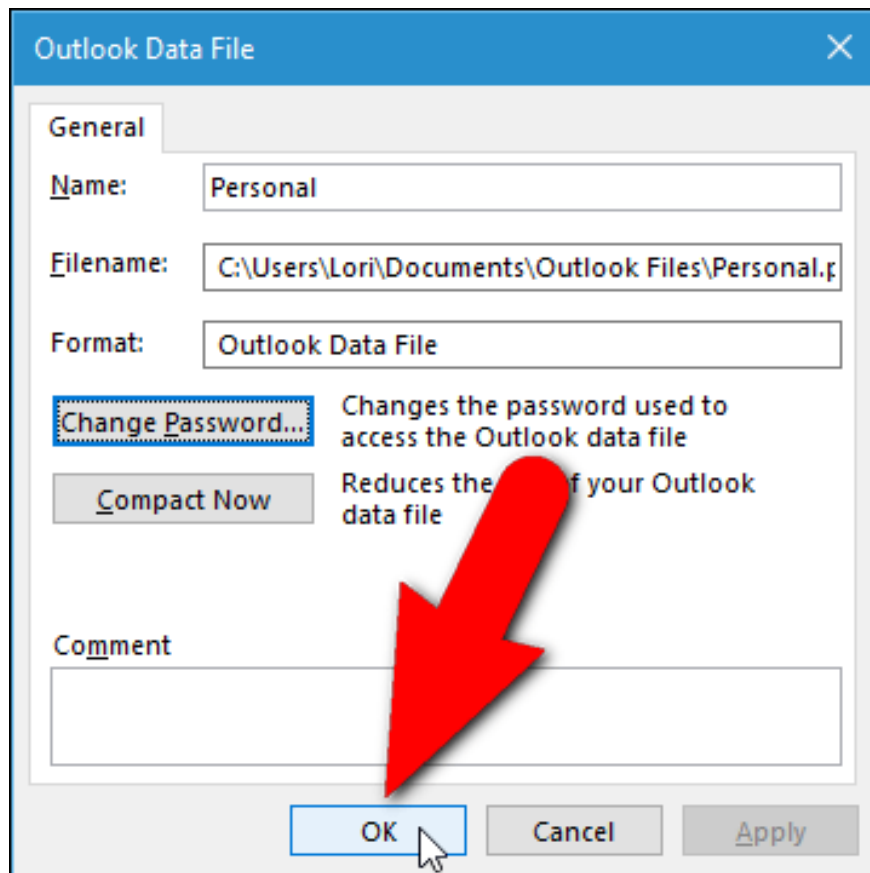 Outlook Data File
General
Name: Personal
Filename: C:\Users\Lori\Documents\Outlook Files\Personal.p
Format: Outlook Data File
Change Password...
Changes the password used to
access the Outlook data file
Compact Now
Reduces the of your Outlook
data file
Comment
OK Cancel Apply